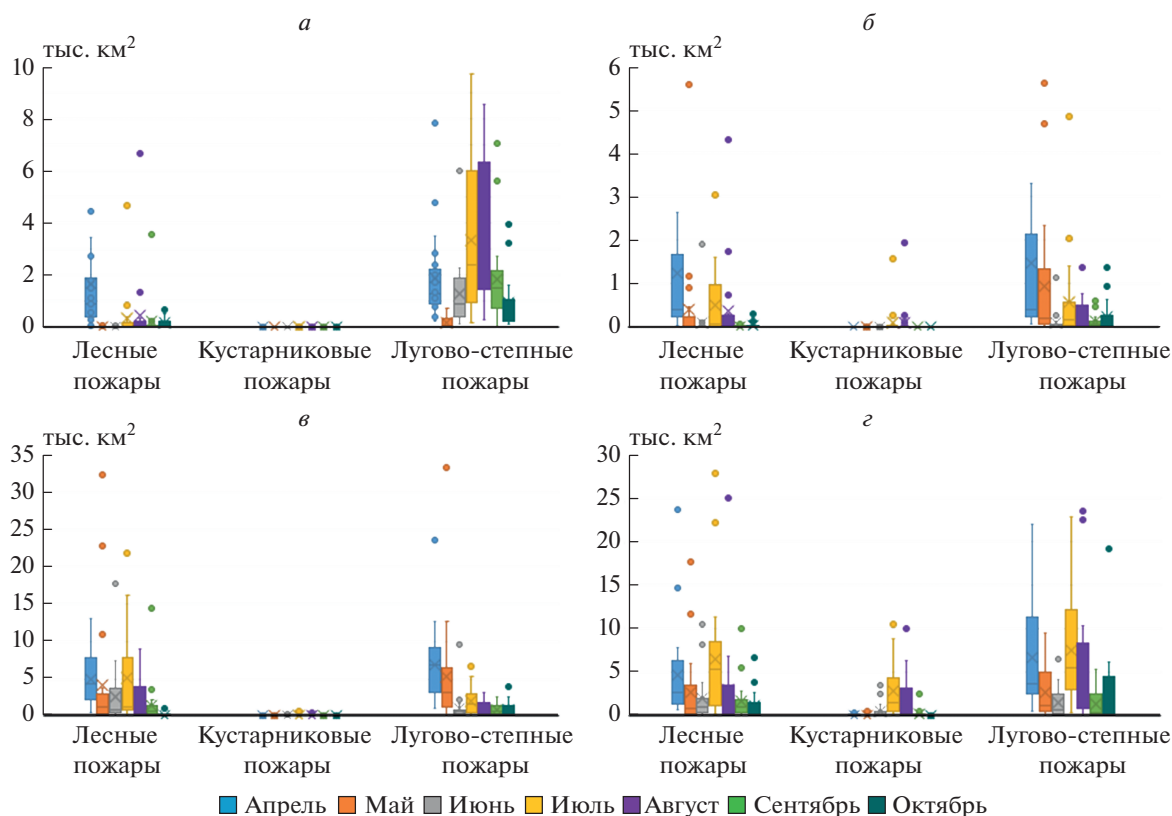 а
тыс. км²
10
8
6
4
2
0
Лесные пожары
Кустарниковые пожары
Лугово-степные пожары
б
тыс. км²
6
5
4
3
2
1
0
Лесные пожары
Кустарниковые пожары
Лугово-степные пожары
в
тыс. км²
35
30
25
20
15
10
5
0
Лесные пожары
Кустарниковые пожары
Лугово-степные пожары
г
тыс. км²
30
25
20
15
10
5
0
Лесные пожары
Кустарниковые пожары
Лугово-степные пожары
Апрель Май Июнь Июль Август Сентябрь Октябрь